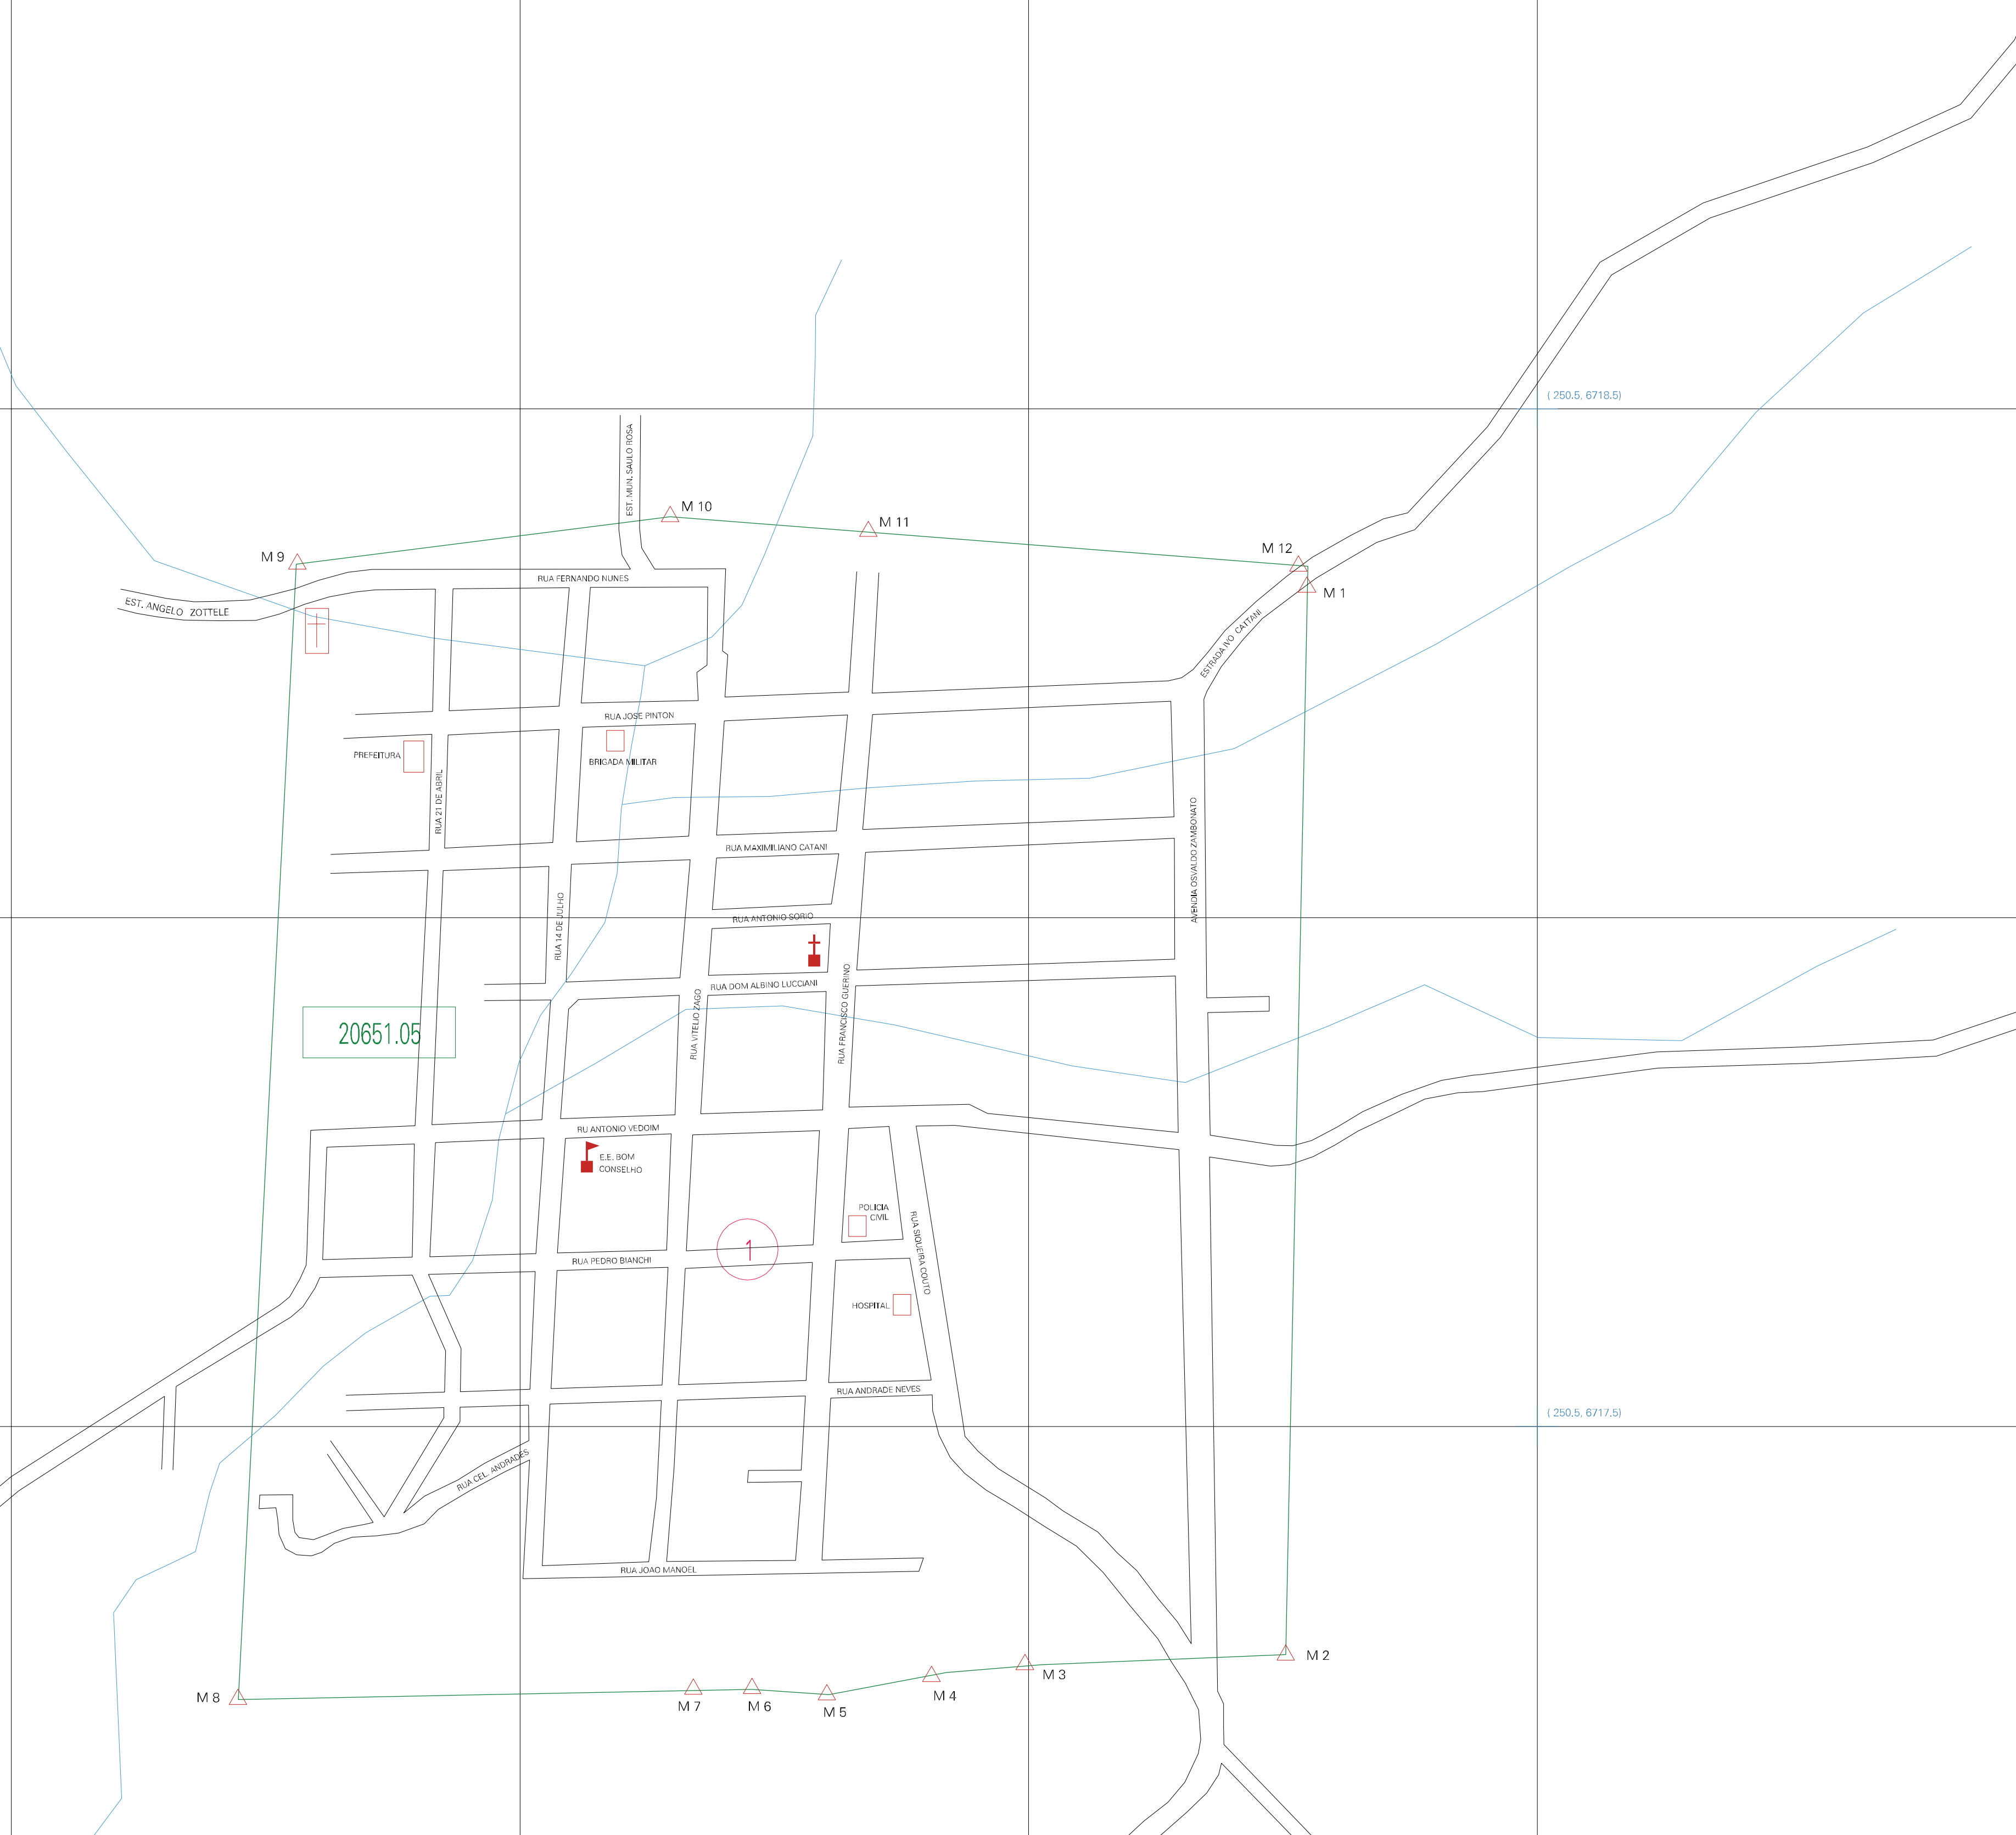 ( 250.5, 6718.5)
EST. MUN. SAULO ROSA
M 10
M 11
M 9
M 12
RUA FERNANDO NUNES
M 1
EST. ANGELO ZOTTELE
ESTRADA IVO CATTANI
RUA JOSE PINTON
PREFEITURA
BRIGADA MILITAR
RUA 21 DE ABRIL
AVENDIA OSVALDO ZAMBONATO
RUA MAXIMILIANO CATANI
RUA 14 DE JULHO
RUA ANTONIO SORIO
RUA DOM ALBINO LUCCIANI
RUA VITELIO ZAGO
RUA FRANCISCO GUERINO
20651.05
RU ANTONIO VEDOIM
E.E. BOM
CONSELHO
POLICIA
CIVIL
RUA SIQUEIRA COUTO
1
RUA PEDRO BIANCHI
HOSPITAL
RUA ANDRADE NEVES
( 250.5, 6717.5)
RUA CEL. ANDRADES
RUA JOAO MANOEL
M 2
M 3
M 8
M 7
M 6
M 5
M 4